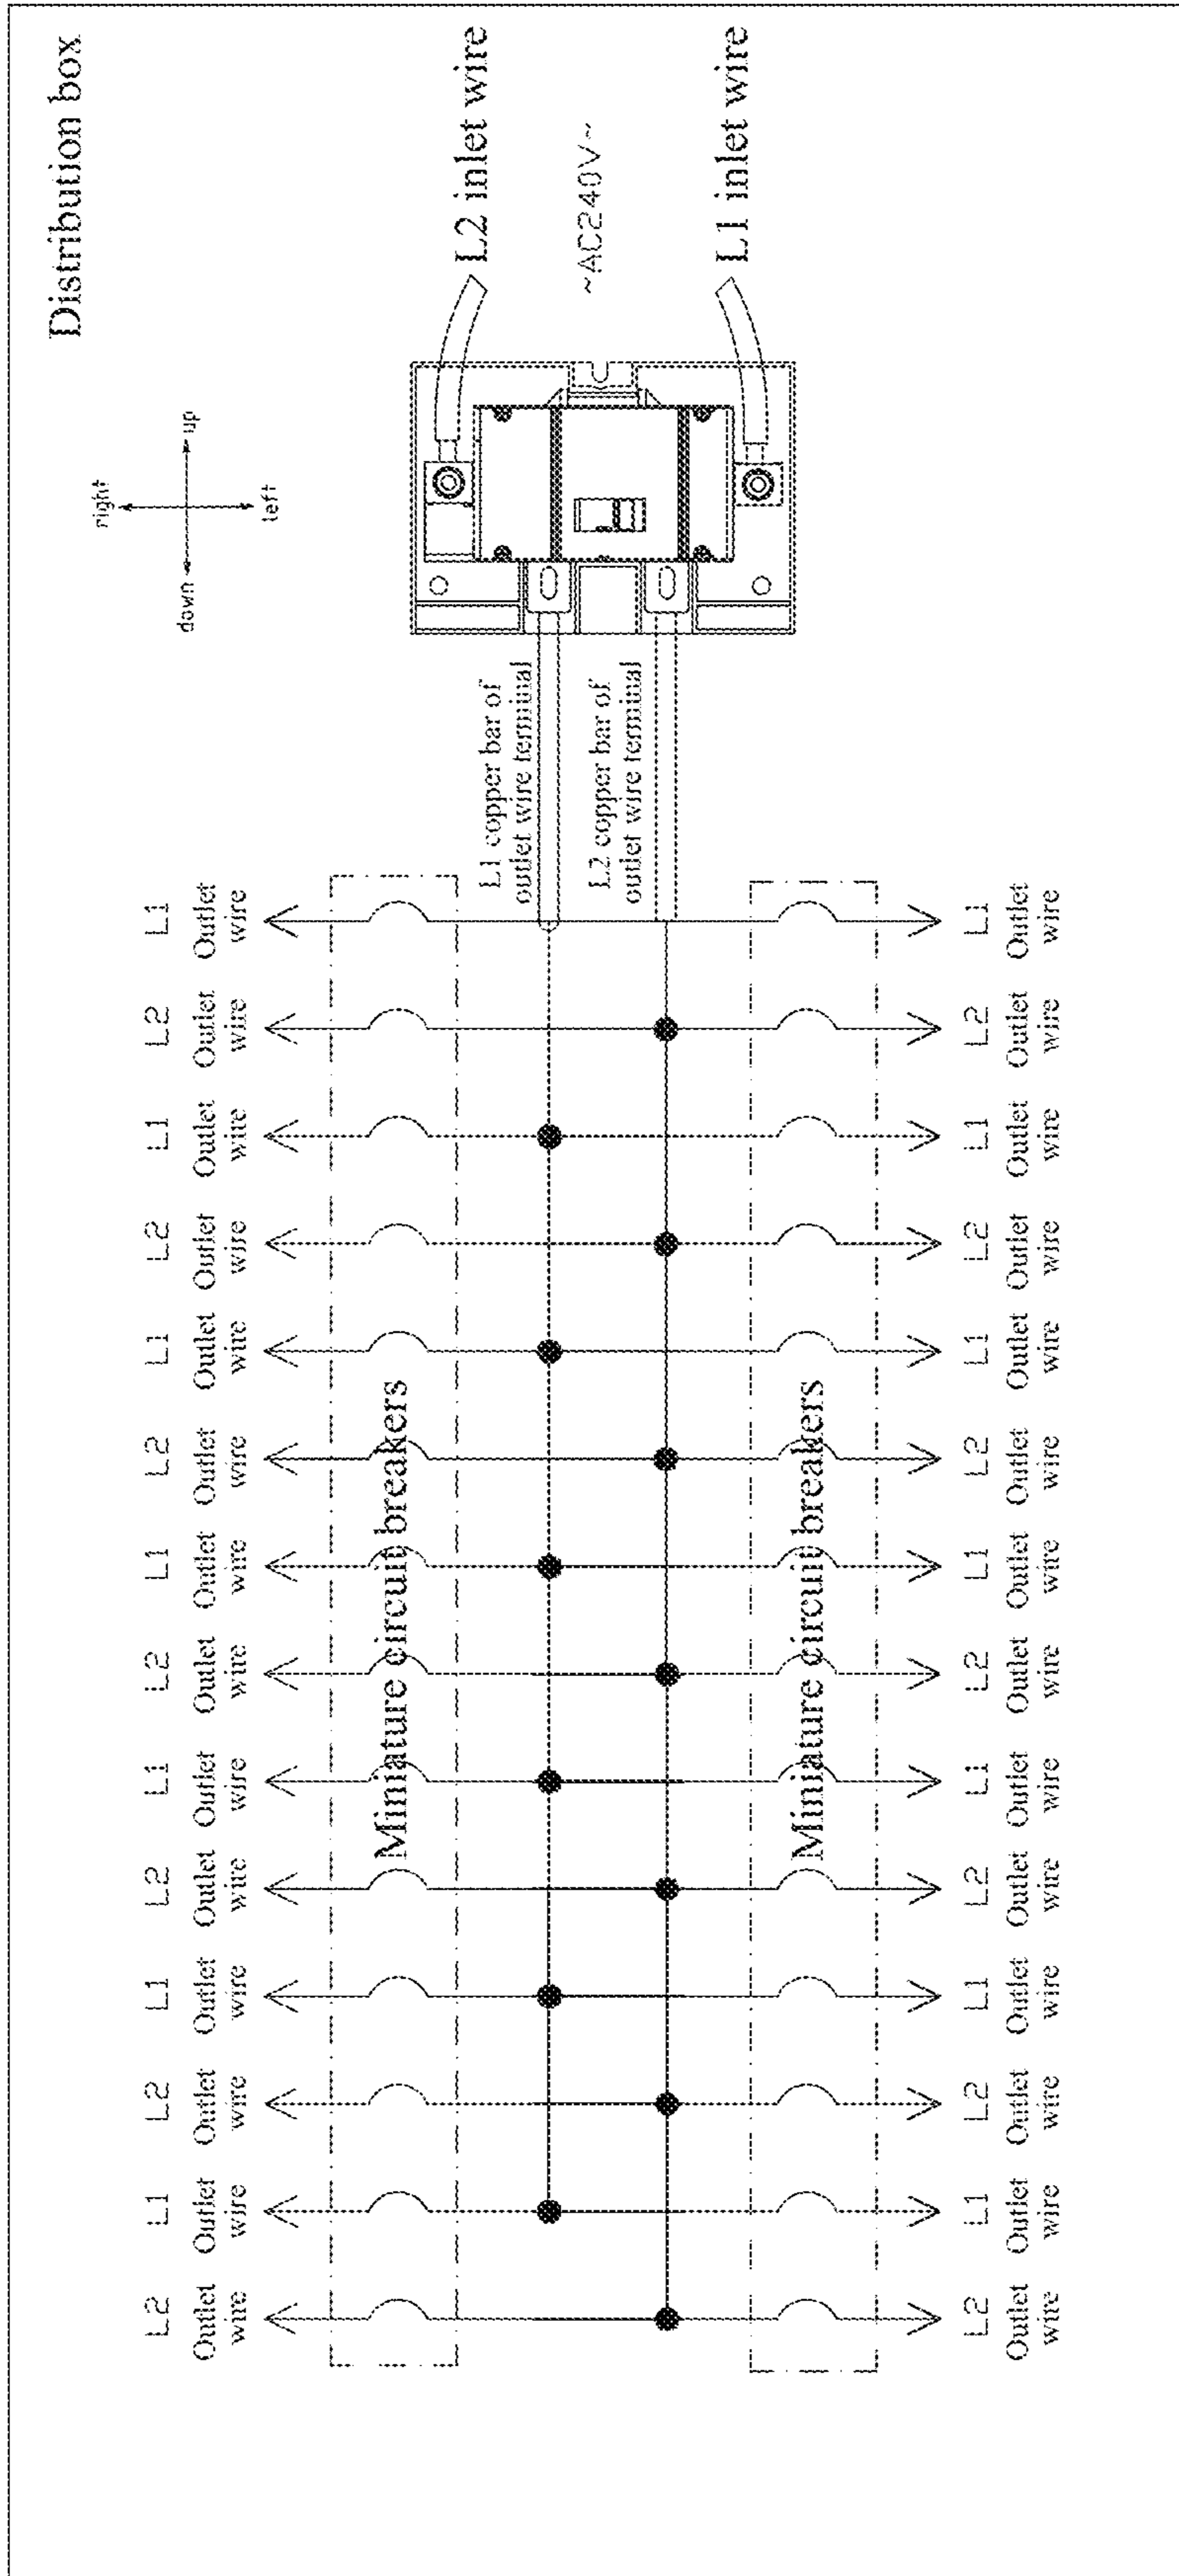 Distribution box
right
down up
left
L2 L1 L2 L1 L2 L1 L2 L1 L2 L1 L2 L1 L2 L1
Outlet Outlet Outlet Outlet Outlet Outlet Outlet Outlet Outlet Outlet Outlet Outlet Outlet Outlet
wire wire wire wire wire wire wire wire wire wire wire wire wire wire
Miniature circuit breakers
L2 inlet wire
L1 copper bar of
outlet wire terminal
~AC240V~
L2 copper bar of
outlet wire terminal
L1 inlet wire
Miniature circuit breakers
L2 L1 L2 L1 L2 L1 L2 L1 L2 L1 L2 L1 L2 L1
Outlet Outlet Outlet Outlet Outlet Outlet Outlet Outlet Outlet Outlet Outlet Outlet Outlet Outlet
wire wire wire wire wire wire wire wire wire wire wire wire wire wire